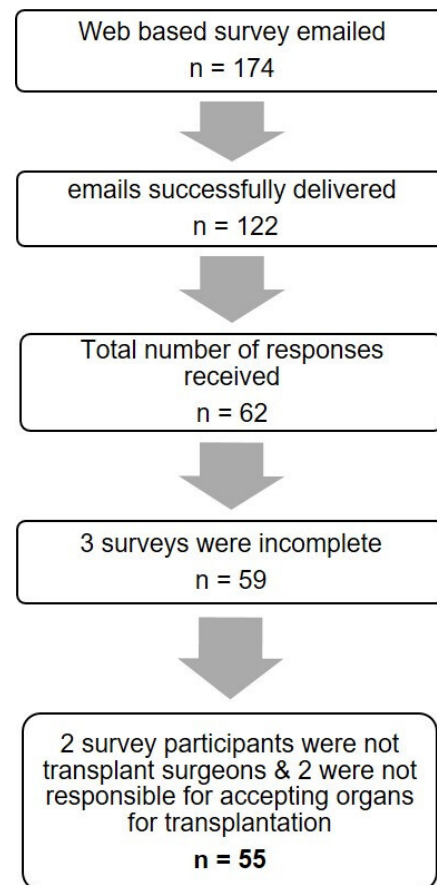 Web based survey emailed
n = 174
emails successfully delivered
n = 122
Total number of responses
received
n = 62
3 surveys were incomplete
n = 59
2 survey participants were not
transplant surgeons & 2 were not
responsible for accepting organs
for transplantation
n = 55